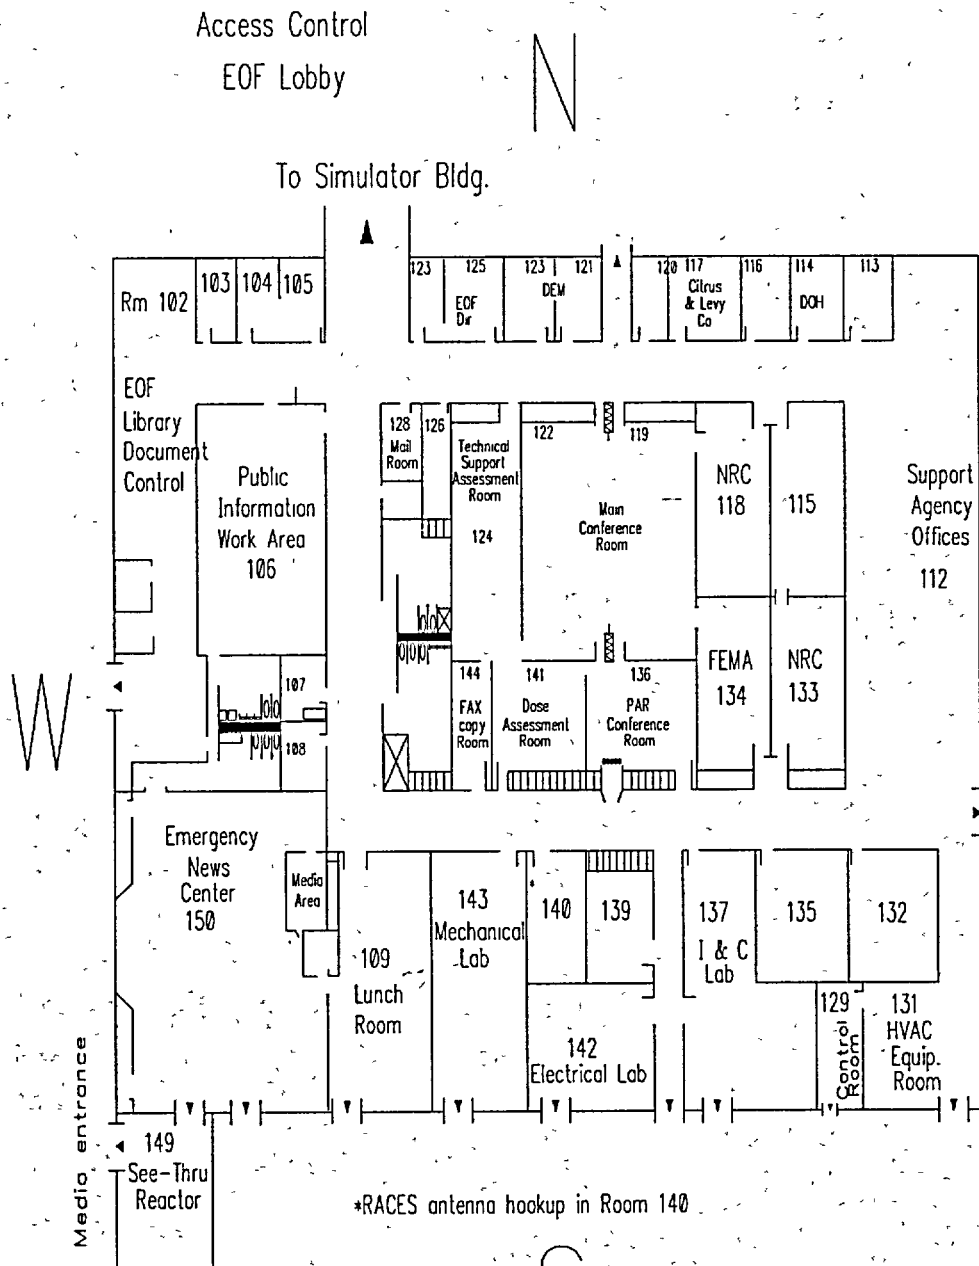 Access Control
EOF Lobby
N
To Simulator Bldg.
Rm 102
103
104
105
123
125
EOF
Dir
123
DEM
121
120
117
Citrus
& Levy
Co
116
114
DOH
113
EOF
Library
Document
Control
Public
Information
Work Area
106
128
Mail
Room
126
Technical
Support
Assessment
Room
124
122
119
Main
Conference
Room
NRC
118
115
Support
Agency
Offices
112
W
107
108
144
FAX
copy
Room
141
Dose
Assessment
Room
136
PAR
Conference
Room
FEMA
134
NRC
133
Emergency
News
Center
150
Media
Area
109
Lunch
Room
143
Mechanical
Lab
*
140
139
142
Electrical Lab
137
I & C
Lab
135
132
129
Control
Room
131
HVAC
Equip.
Room
Media entrance
149
See-Thru
Reactor
*RACES antenna hookup in Room 140